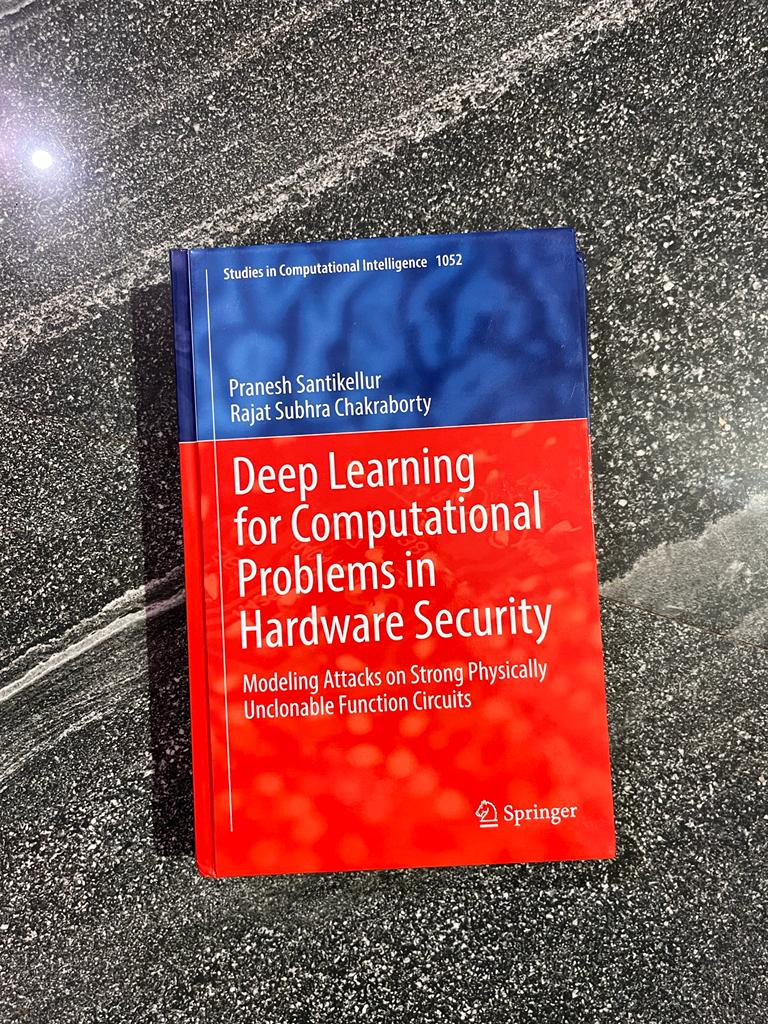 Studies in Computational Intelligence 1052
Pranesh Santikellur
Rajat Subhra Chakraborty
Deep Learning
for Computational
Problems in
Hardware Security
Modeling Attacks on Strong Physically
Unclonable Function Circuits
Springer